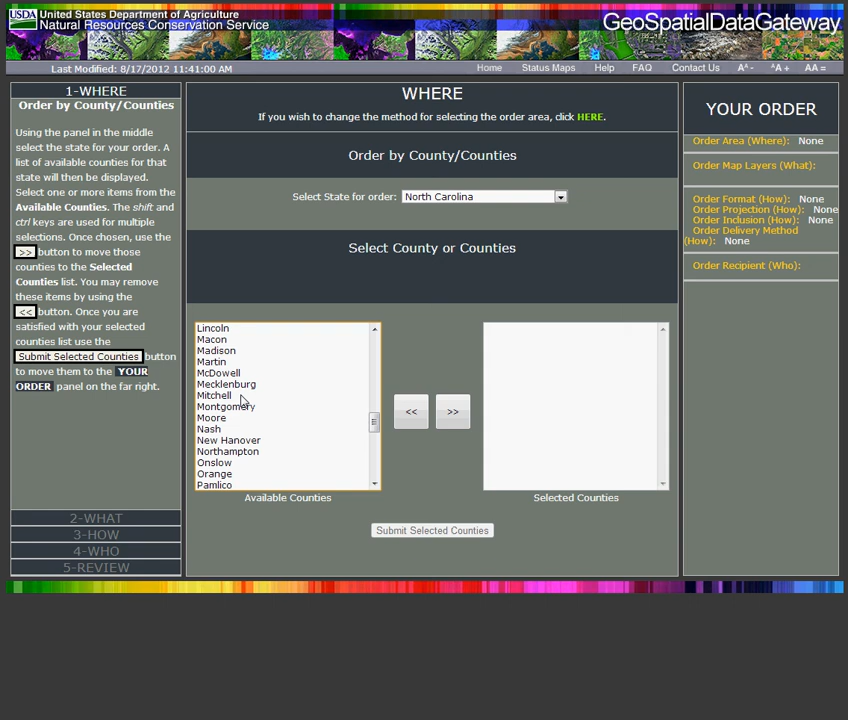 USDA United States Department of Agriculture
Natural Resources Conservation Service
GeoSpatialDataGateway
Last Modified: 8/17/2012 11:41:00 AM
Home Status Maps Help FAQ Contact Us Aᴬ - ᴬA + AA =
1-WHERE
Order by County/Counties
Using the panel in the middle
select the state for your order. A
list of available counties for that
state will then be displayed.
Select one or more items from the
Available Counties. The shift and
ctrl keys are used for multiple
selections. Once chosen, use the
>> button to move those
counties to the Selected
Counties list. You may remove
these items by using the
<< button. Once you are
satisfied with your selected
counties list use the
Submit Selected Counties button
to move them to the YOUR
ORDER panel on the far right.
2-WHAT
3-HOW
4-WHO
5-REVIEW
WHERE
If you wish to change the method for selecting the order area, click HERE.
Order by County/Counties
Select State for order: North Carolina
Select County or Counties
Lincoln
Macon
Madison
Martin
McDowell
Mecklenburg
Mitchell
Montgomery
Moore
Nash
New Hanover
Northampton
Onslow
Orange
Pamlico
<< >>
Available Counties
Selected Counties
Submit Selected Counties
YOUR ORDER
Order Area (Where): None
Order Map Layers (What):
Order Format (How): None
Order Projection (How): None
Order Inclusion (How): None
Order Delivery Method
(How): None
Order Recipient (Who):